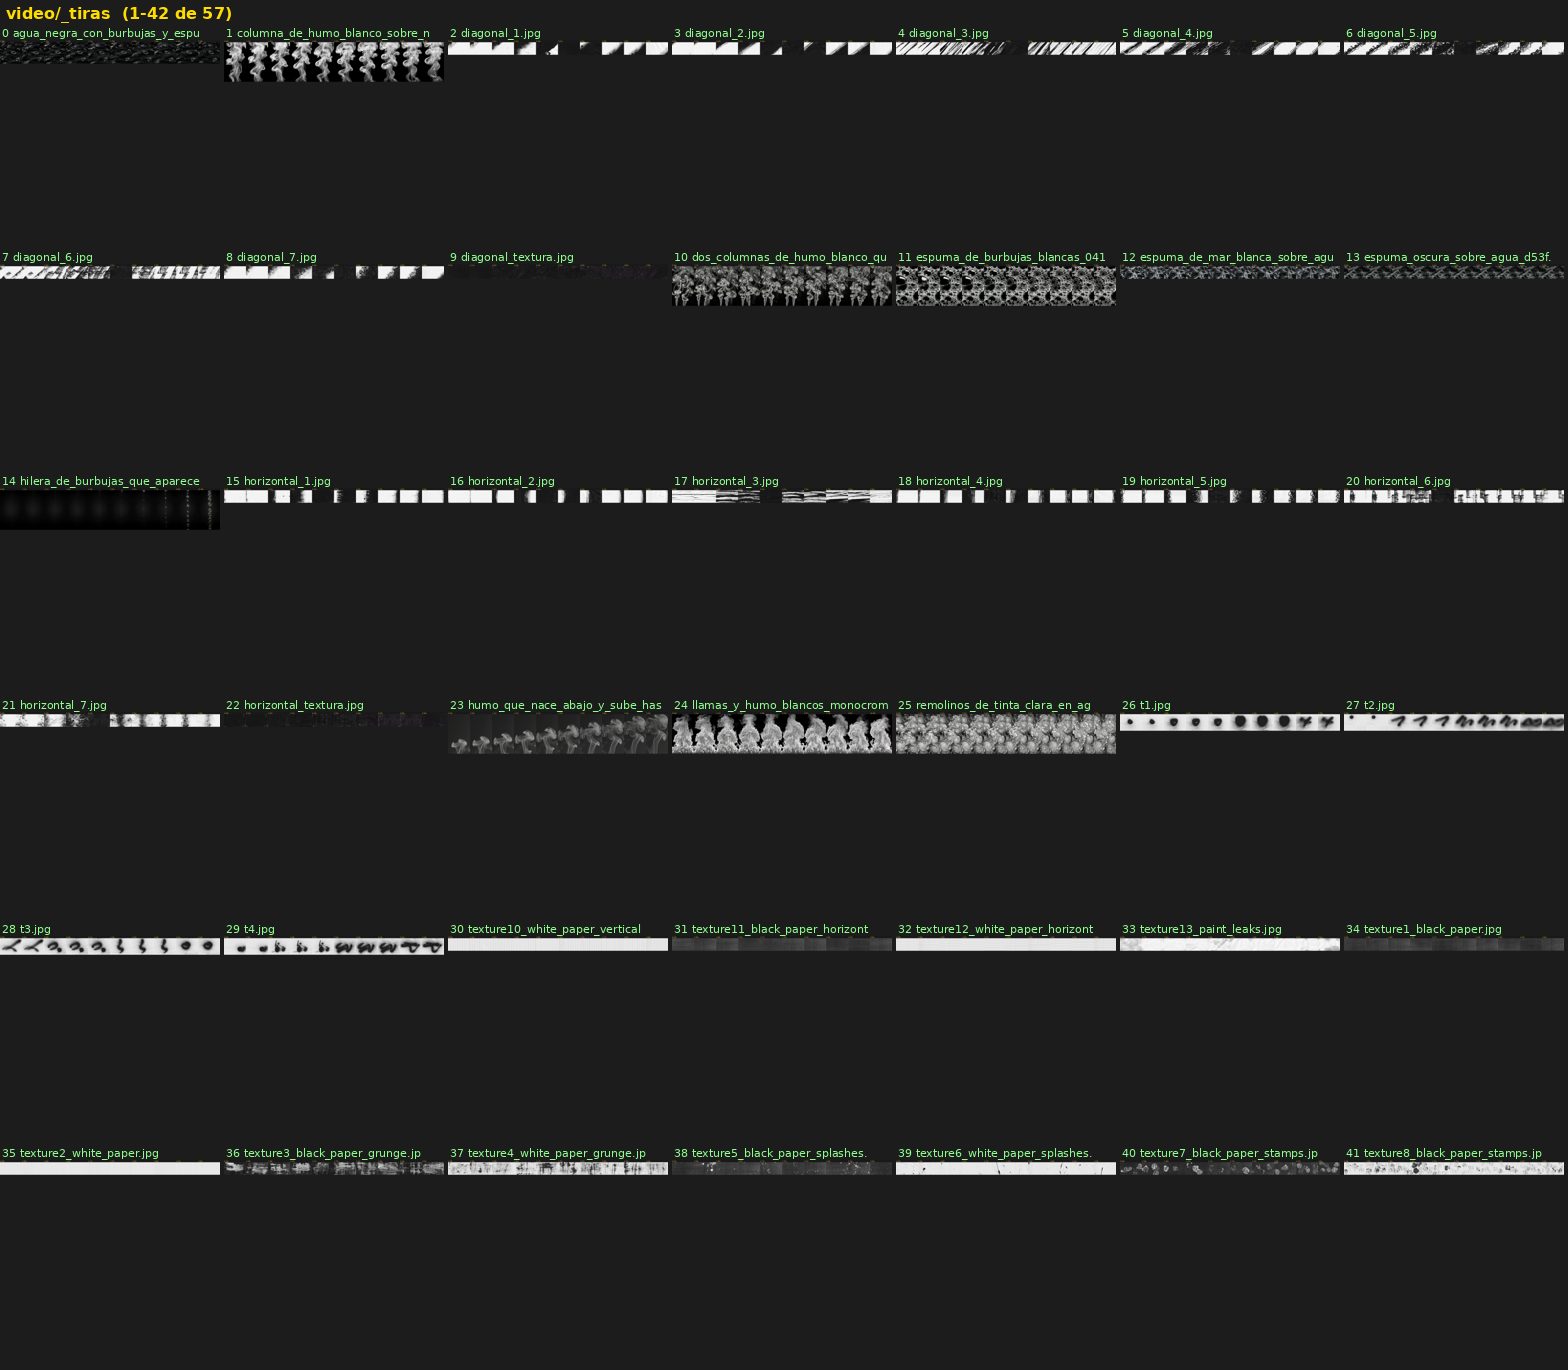 video/_tiras (1-42 de 57)
0 agua_negra_con_burbujas_y_espu
1 columna_de_humo_blanco_sobre_n
2 diagonal_1.jpg
3 diagonal_2.jpg
4 diagonal_3.jpg
5 diagonal_4.jpg
6 diagonal_5.jpg
7 diagonal_6.jpg
8 diagonal_7.jpg
9 diagonal_textura.jpg
10 dos_columnas_de_humo_blanco_qu
11 espuma_de_burbujas_blancas_041
12 espuma_de_mar_blanca_sobre_agu
13 espuma_oscura_sobre_agua_d53f.
14 hilera_de_burbujas_que_aparece
15 horizontal_1.jpg
16 horizontal_2.jpg
17 horizontal_3.jpg
18 horizontal_4.jpg
19 horizontal_5.jpg
20 horizontal_6.jpg
21 horizontal_7.jpg
22 horizontal_textura.jpg
23 humo_que_nace_abajo_y_sube_has
24 llamas_y_humo_blancos_monocrom
25 remolinos_de_tinta_clara_en_ag
26 t1.jpg
27 t2.jpg
28 t3.jpg
29 t4.jpg
30 texture10_white_paper_vertical
31 texture11_black_paper_horizont
32 texture12_white_paper_horizont
33 texture13_paint_leaks.jpg
34 texture1_black_paper.jpg
35 texture2_white_paper.jpg
36 texture3_black_paper_grunge.jp
37 texture4_white_paper_grunge.jp
38 texture5_black_paper_splashes.
39 texture6_white_paper_splashes.
40 texture7_black_paper_stamps.jp
41 texture8_black_paper_stamps.jp